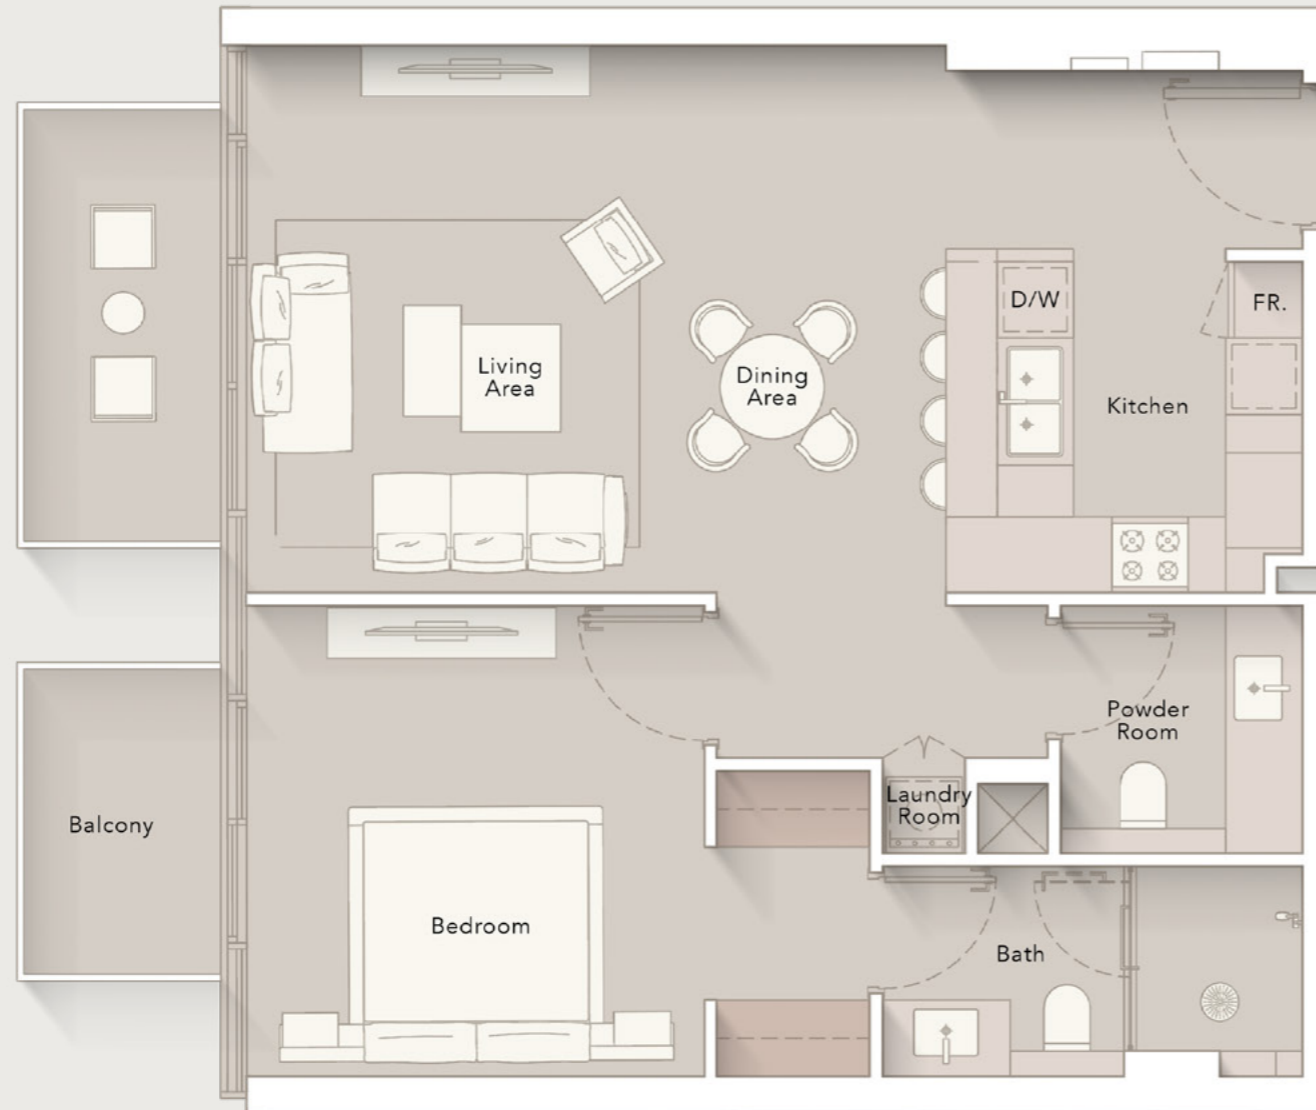 D/W
FR.
Living
Area
Dining
Area
Kitchen
Powder
Room
Laundry
Room
Balcony
Bedroom
Bath